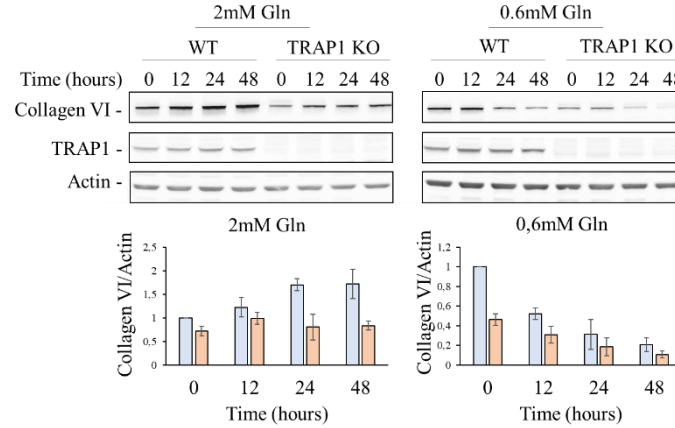 2mM Gln
0.6mM Gln
WT
TRAP1 KO
WT
TRAP1 KO
Time (hours) 0 12 24 48 0 12 24 48
0 12 24 48 0 12 24 48
Collagen VI -
TRAP1 -
Actin -
2mM Gln
0,6mM Gln
Collagen VI/Actin
2,5
2
1,5
1
0,5
0
0 12 24 48
Time (hours)
Collagen VI/Actin
1,2
1
0,8
0,6
0,4
0,2
0
0 12 24 48
Time (hours)